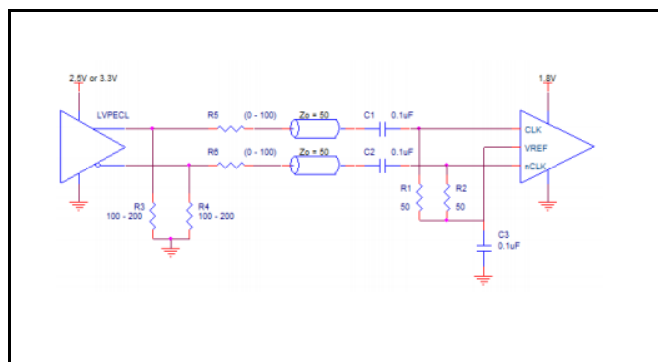 2.5V or 3.3V
1.8V
LVPECL
R5
(0 - 100)
Zo = 50
C1
0.1uF
R6
(0 - 100)
Zo = 50
C2
0.1uF
CLK
VREF
nCLK
R3
100 - 200
R4
100 - 200
R1
50
R2
50
C3
0.1uF